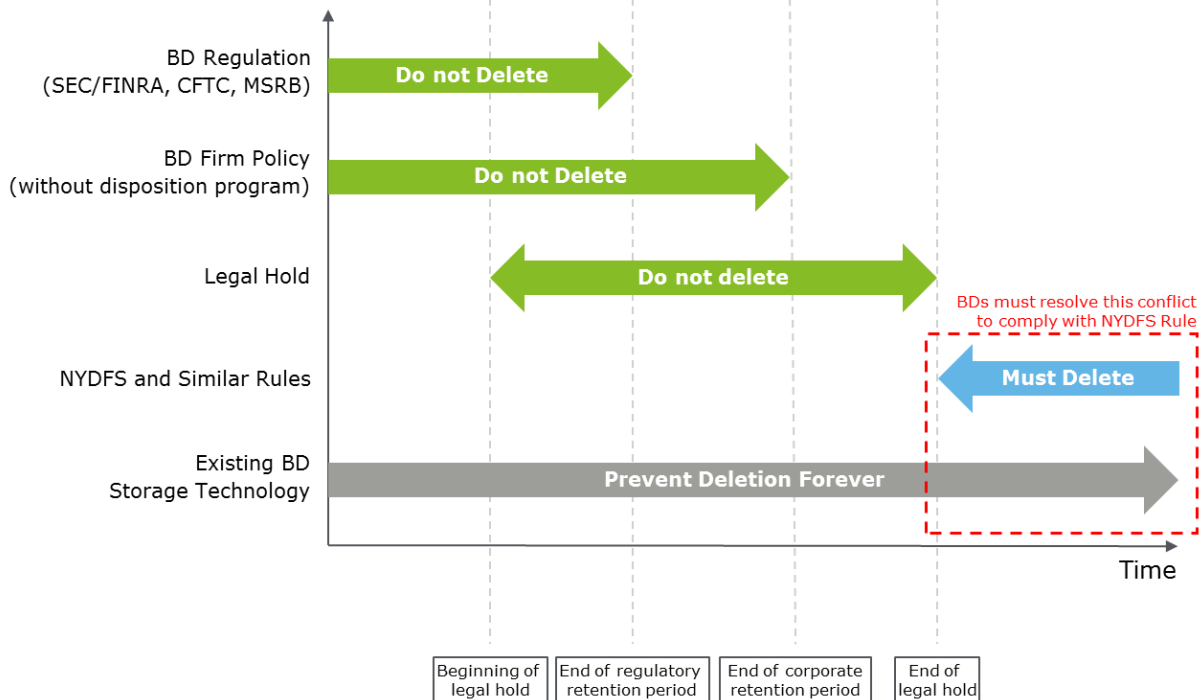 BD Regulation
(SEC/FINRA, CFTC, MSRB)
Do not Delete
BD Firm Policy
(without disposition program)
Do not Delete
Legal Hold
Do not delete
BDs must resolve this conflict
to comply with NYDFS Rule
NYDFS and Similar Rules
Must Delete
Existing BD
Storage Technology
Prevent Deletion Forever
Time
Beginning of
legal hold
End of regulatory
retention period
End of corporate
retention period
End of
legal hold